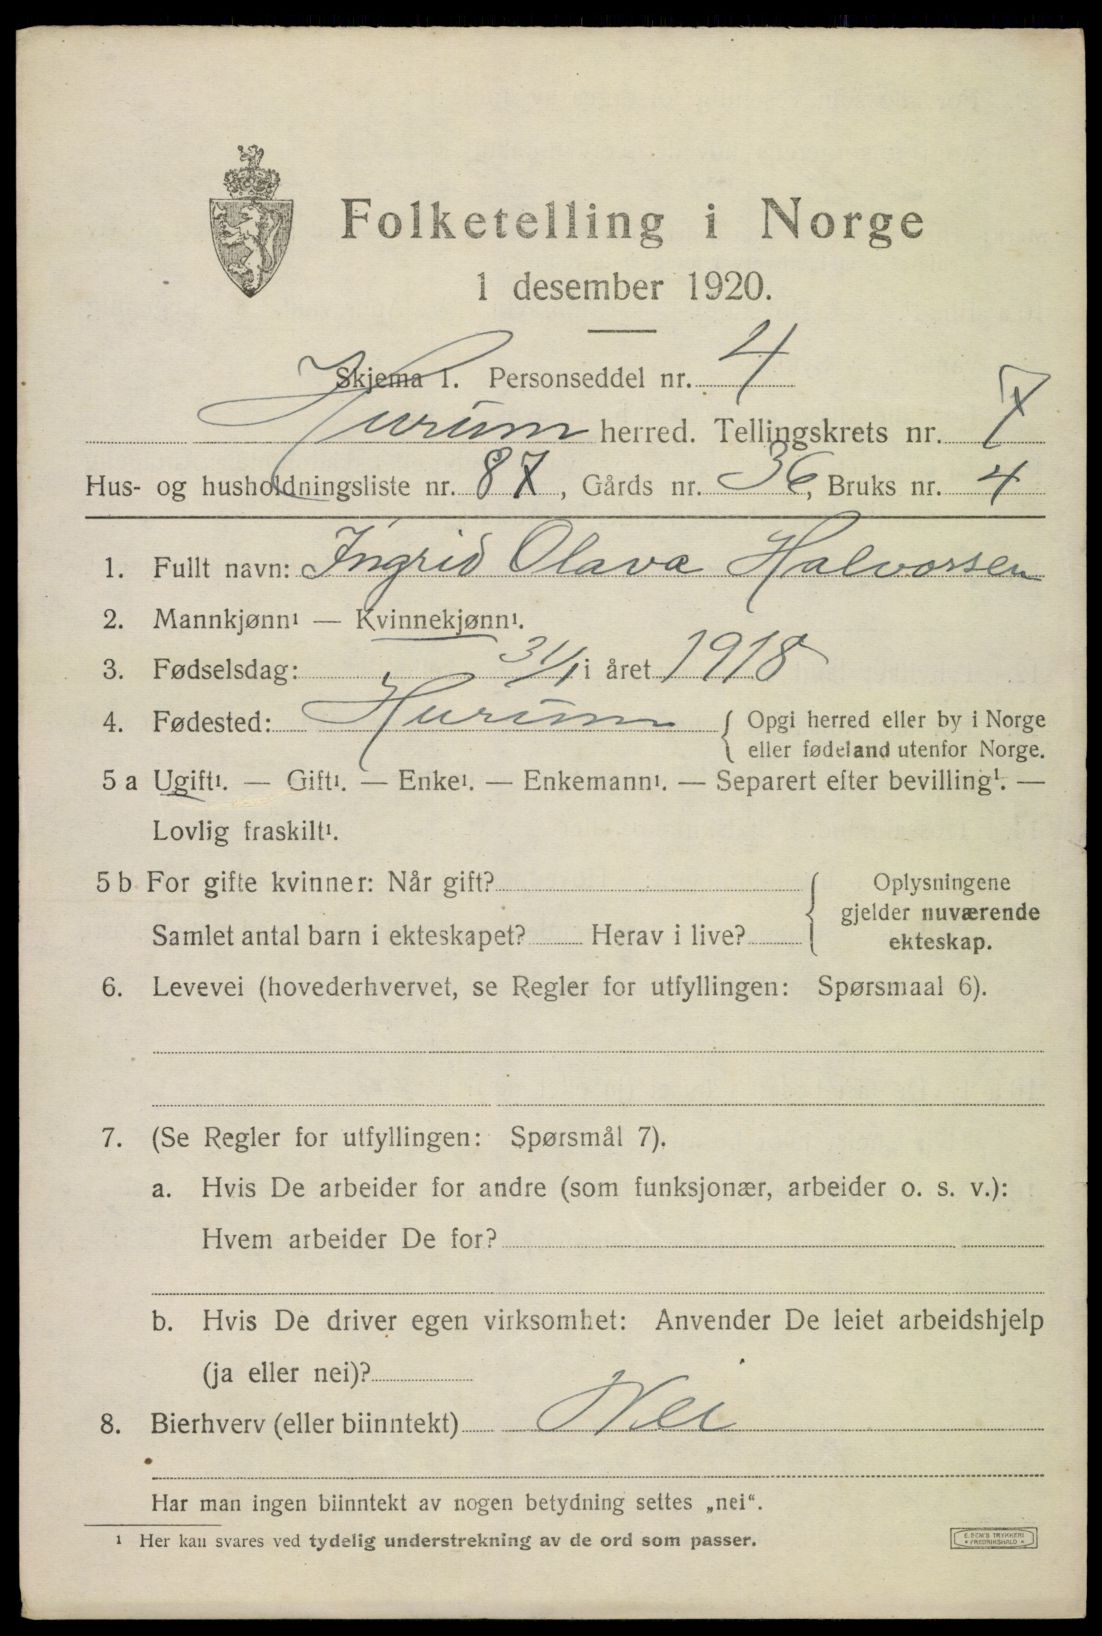 Folketelling i Norge
1 desember 1920.
Skjema 1. Personseddel nr. 4
Hurum herred. Tellingskrets nr. 7
Hus- og husholdningsliste nr. 87, Gårds nr. 36, Bruks nr. 4
1. Fullt navn: Ingrid Olava Halvorsen
2. Mannkjønn¹ — Kvinnekjønn¹.
3. Fødselsdag: 31/1 i året 1918
4. Fødested: Hurum { Opgi herred eller by i Norge
eller fødeland utenfor Norge.
5 a Ugift¹. — Gift¹. — Enke¹. — Enkemann¹. — Separert efter bevilling¹. —
Lovlig fraskilt¹.
5 b For gifte kvinner: Når gift? { Oplysningene
gjelder nuværende
Samlet antal barn i ekteskapet? Herav i live? ekteskap.
6. Levevei (hovederhvervet, se Regler for utfyllingen: Spørsmaal 6).
7. (Se Regler for utfyllingen: Spørsmål 7).
a. Hvis De arbeider for andre (som funksjonær, arbeider o. s. v.):
Hvem arbeider De for?
b. Hvis De driver egen virksomhet: Anvender De leiet arbeidshjelp
(ja eller nei)?
8. Bierhverv (eller biinntekt) Nei
Har man ingen biinntekt av nogen betydning settes „nei“.
¹ Her kan svares ved tydelig understrekning av de ord som passer.
E. SEM'S TRYKKERI
FREDRIKSHALD